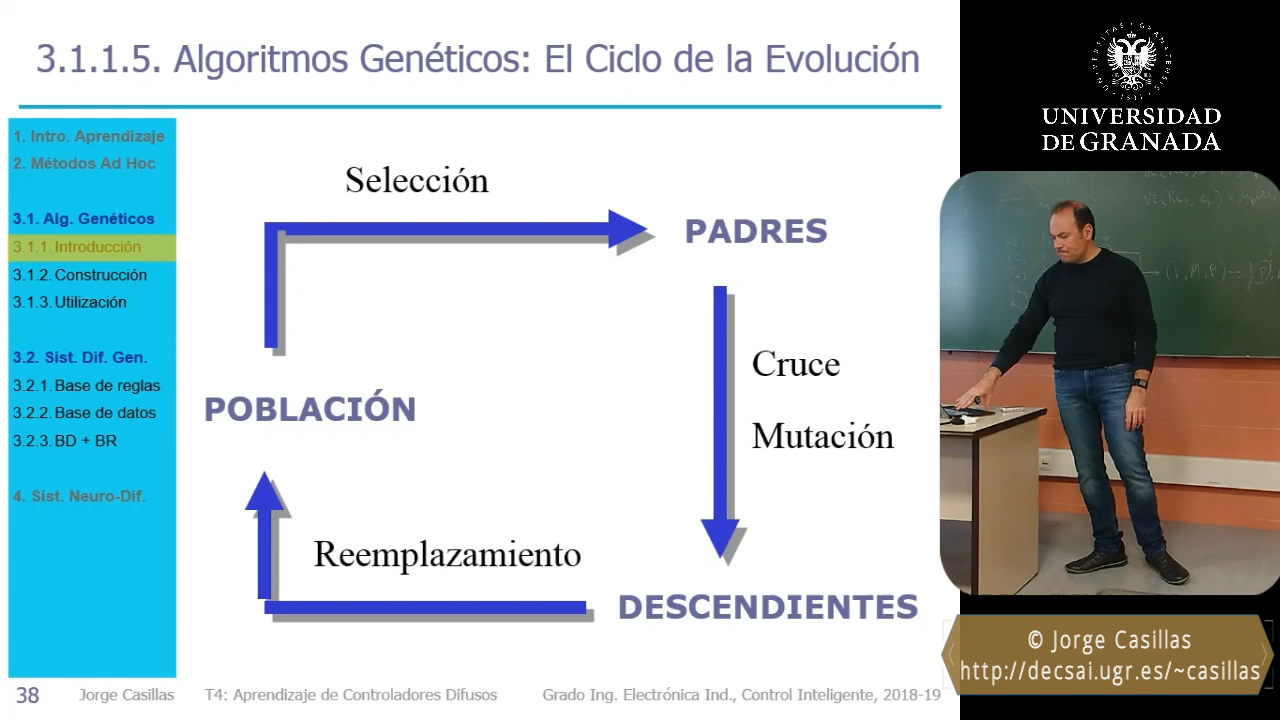 3.1.1.5. Algoritmos Genéticos: El Ciclo de la Evolución
1. Intro. Aprendizaje
2. Métodos Ad Hoc
3.1. Alg. Genéticos
3.1.1. Introducción
3.1.2. Construcción
3.1.3. Utilización
3.2. Sist. Dif. Gen.
3.2.1. Base de reglas
3.2.2. Base de datos
3.2.3. BD + BR
4. Sist. Neuro-Dif.
Selección
PADRES
Cruce
Mutación
POBLACIÓN
Reemplazamiento
DESCENDIENTES
38 Jorge Casillas T4: Aprendizaje de Controladores Difusos Grado Ing. Electrónica Ind., Control Inteligente, 2018-19
UNIVERSIDAD
DE GRANADA
© Jorge Casillas
http://decsai.ugr.es/~casillas